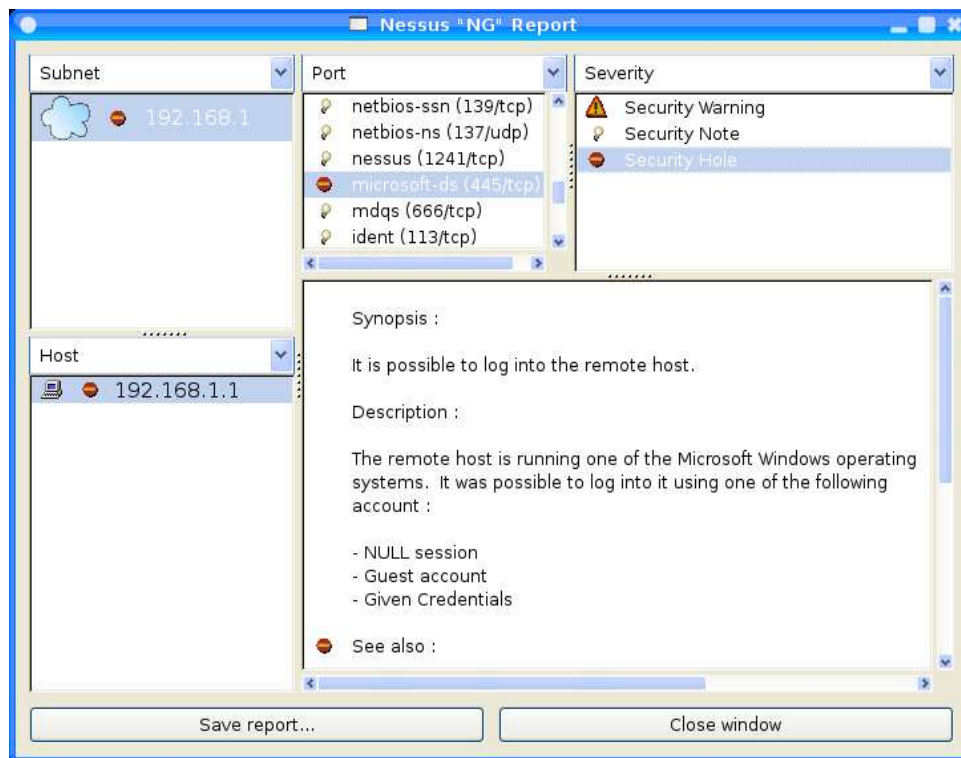 Nessus "NG" Report
Subnet
192.168.1
Port
netbios-ssn (139/tcp)
netbios-ns (137/udp)
nessus (1241/tcp)
microsoft-ds (445/tcp)
mdqs (666/tcp)
ident (113/tcp)
Severity
Security Warning
Security Note
Security Hole
Host
192.168.1.1
Synopsis :
It is possible to log into the remote host.
Description :
The remote host is running one of the Microsoft Windows operating
systems. It was possible to log into it using one of the following
account :
- NULL session
- Guest account
- Given Credentials
See also :
Save report...
Close window